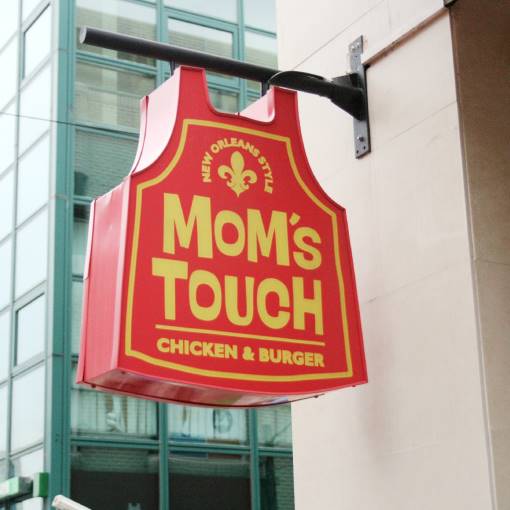 NEW ORLEANS STYLE
MOM'S
TOUCH
CHICKEN & BURGER